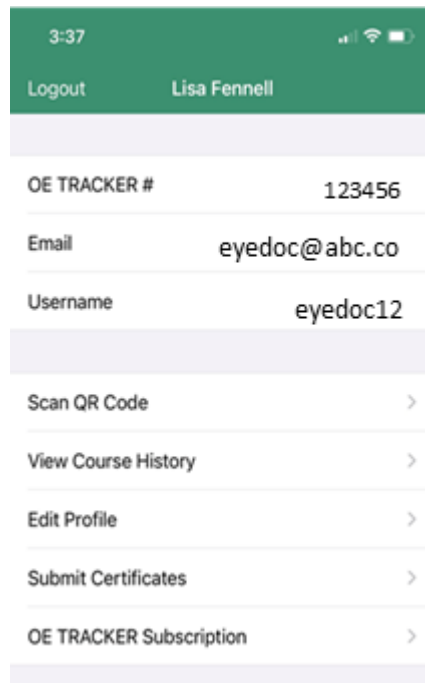 3:37
Logout Lisa Fennell
OE TRACKER # 123456
Email eyedoc@abc.co
Username eyedoc12
Scan QR Code
View Course History
Edit Profile
Submit Certificates
OE TRACKER Subscription